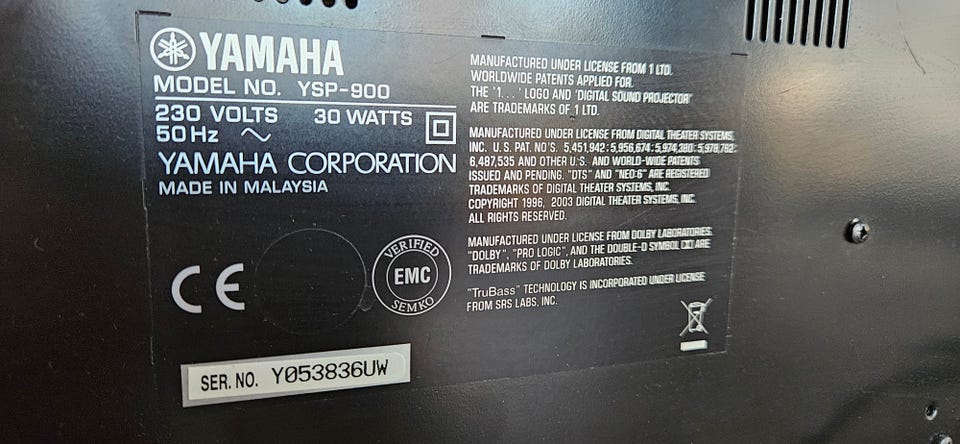 YAMAHA
MODEL NO. YSP-900
230 VOLTS 30 WATTS
50 Hz ~
YAMAHA CORPORATION
MADE IN MALAYSIA
CE
VERIFIED
EMC
SEMKO
SER. NO. Y053836UW
MANUFACTURED UNDER LICENSE FROM 1 LTD.
WORLDWIDE PATENTS APPLIED FOR.
THE '1...' LOGO AND 'DIGITAL SOUND PROJECTOR'
ARE TRADEMARKS OF 1 LTD.
MANUFACTURED UNDER LICENSE FROM DIGITAL THEATER SYSTEMS,
INC. U.S. PAT. NO'S. 5,451,942; 5,956,674; 5,974,380; 5,978,762;
6,487,535 AND OTHER U.S. AND WORLD-WIDE PATENTS
ISSUED AND PENDING. "DTS" AND "NEO:6" ARE REGISTERED
TRADEMARKS OF DIGITAL THEATER SYSTEMS, INC.
COPYRIGHT 1996, 2003 DIGITAL THEATER SYSTEMS, INC.
ALL RIGHTS RESERVED.
MANUFACTURED UNDER LICENSE FROM DOLBY LABORATORIES.
"DOLBY", "PRO LOGIC", AND THE DOUBLE-D SYMBOL ARE
TRADEMARKS OF DOLBY LABORATORIES.
"TruBass" TECHNOLOGY IS INCORPORATED UNDER LICENSE
FROM SRS LABS, INC.